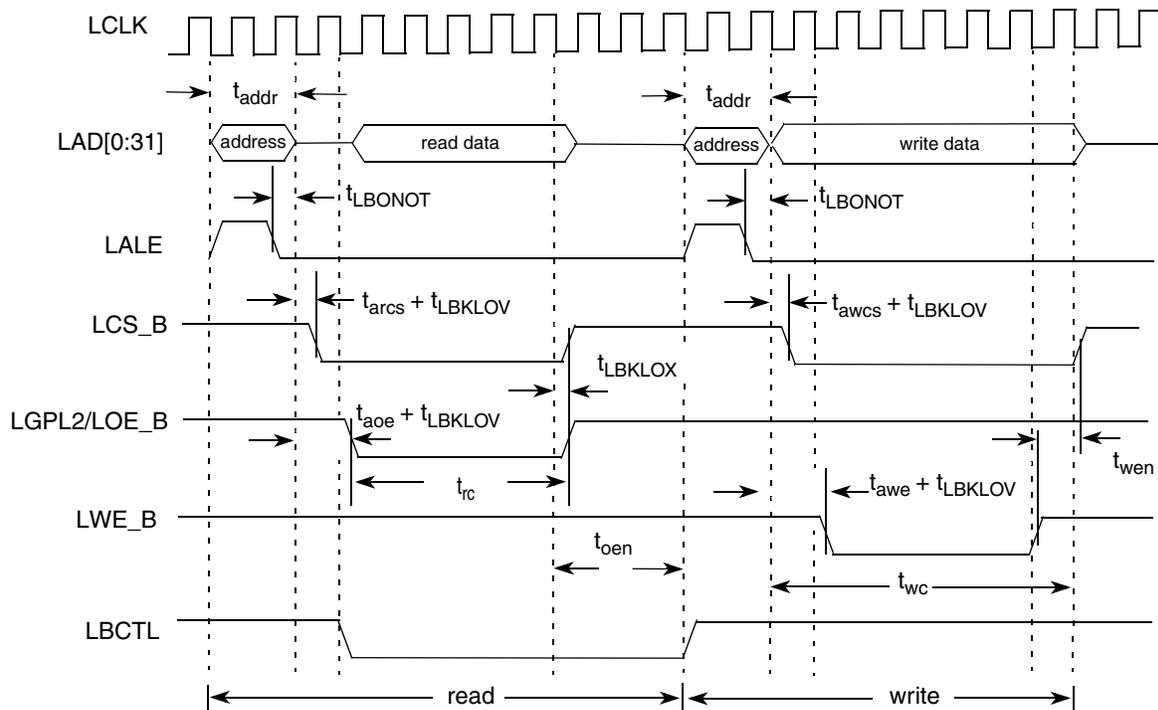 LCLK
t_addr t_addr
LAD[0:31] address read data address write data
t_LBONOT t_LBONOT
LALE
t_arcs + t_LBKLOV t_awcs + t_LBKLOV
LCS_B
t_LBKLOX
t_aoe + t_LBKLOV
LGPL2/LOE_B
t_wen
t_rc t_awe + t_LBKLOV
LWE_B
t_oen
t_wc
LBCTL
read write